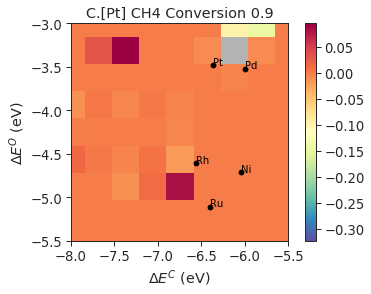 C.[Pt] CH4 Conversion 0.9
−3.0
−3.5
−4.0
−4.5
−5.0
−5.5
ΔE^O (eV)
Pt
Pd
Rh
Ni
Ru
−8.0 −7.5 −7.0 −6.5 −6.0 −5.5
ΔE^C (eV)
0.05
0.00
−0.05
−0.10
−0.15
−0.20
−0.25
−0.30